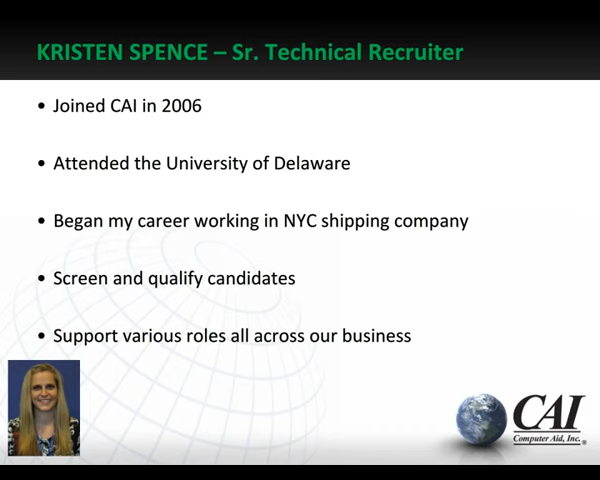 KRISTEN SPENCE – Sr. Technical Recruiter
• Joined CAI in 2006
• Attended the University of Delaware
• Began my career working in NYC shipping company
• Screen and qualify candidates
• Support various roles all across our business
CAI
Computer Aid, Inc.®